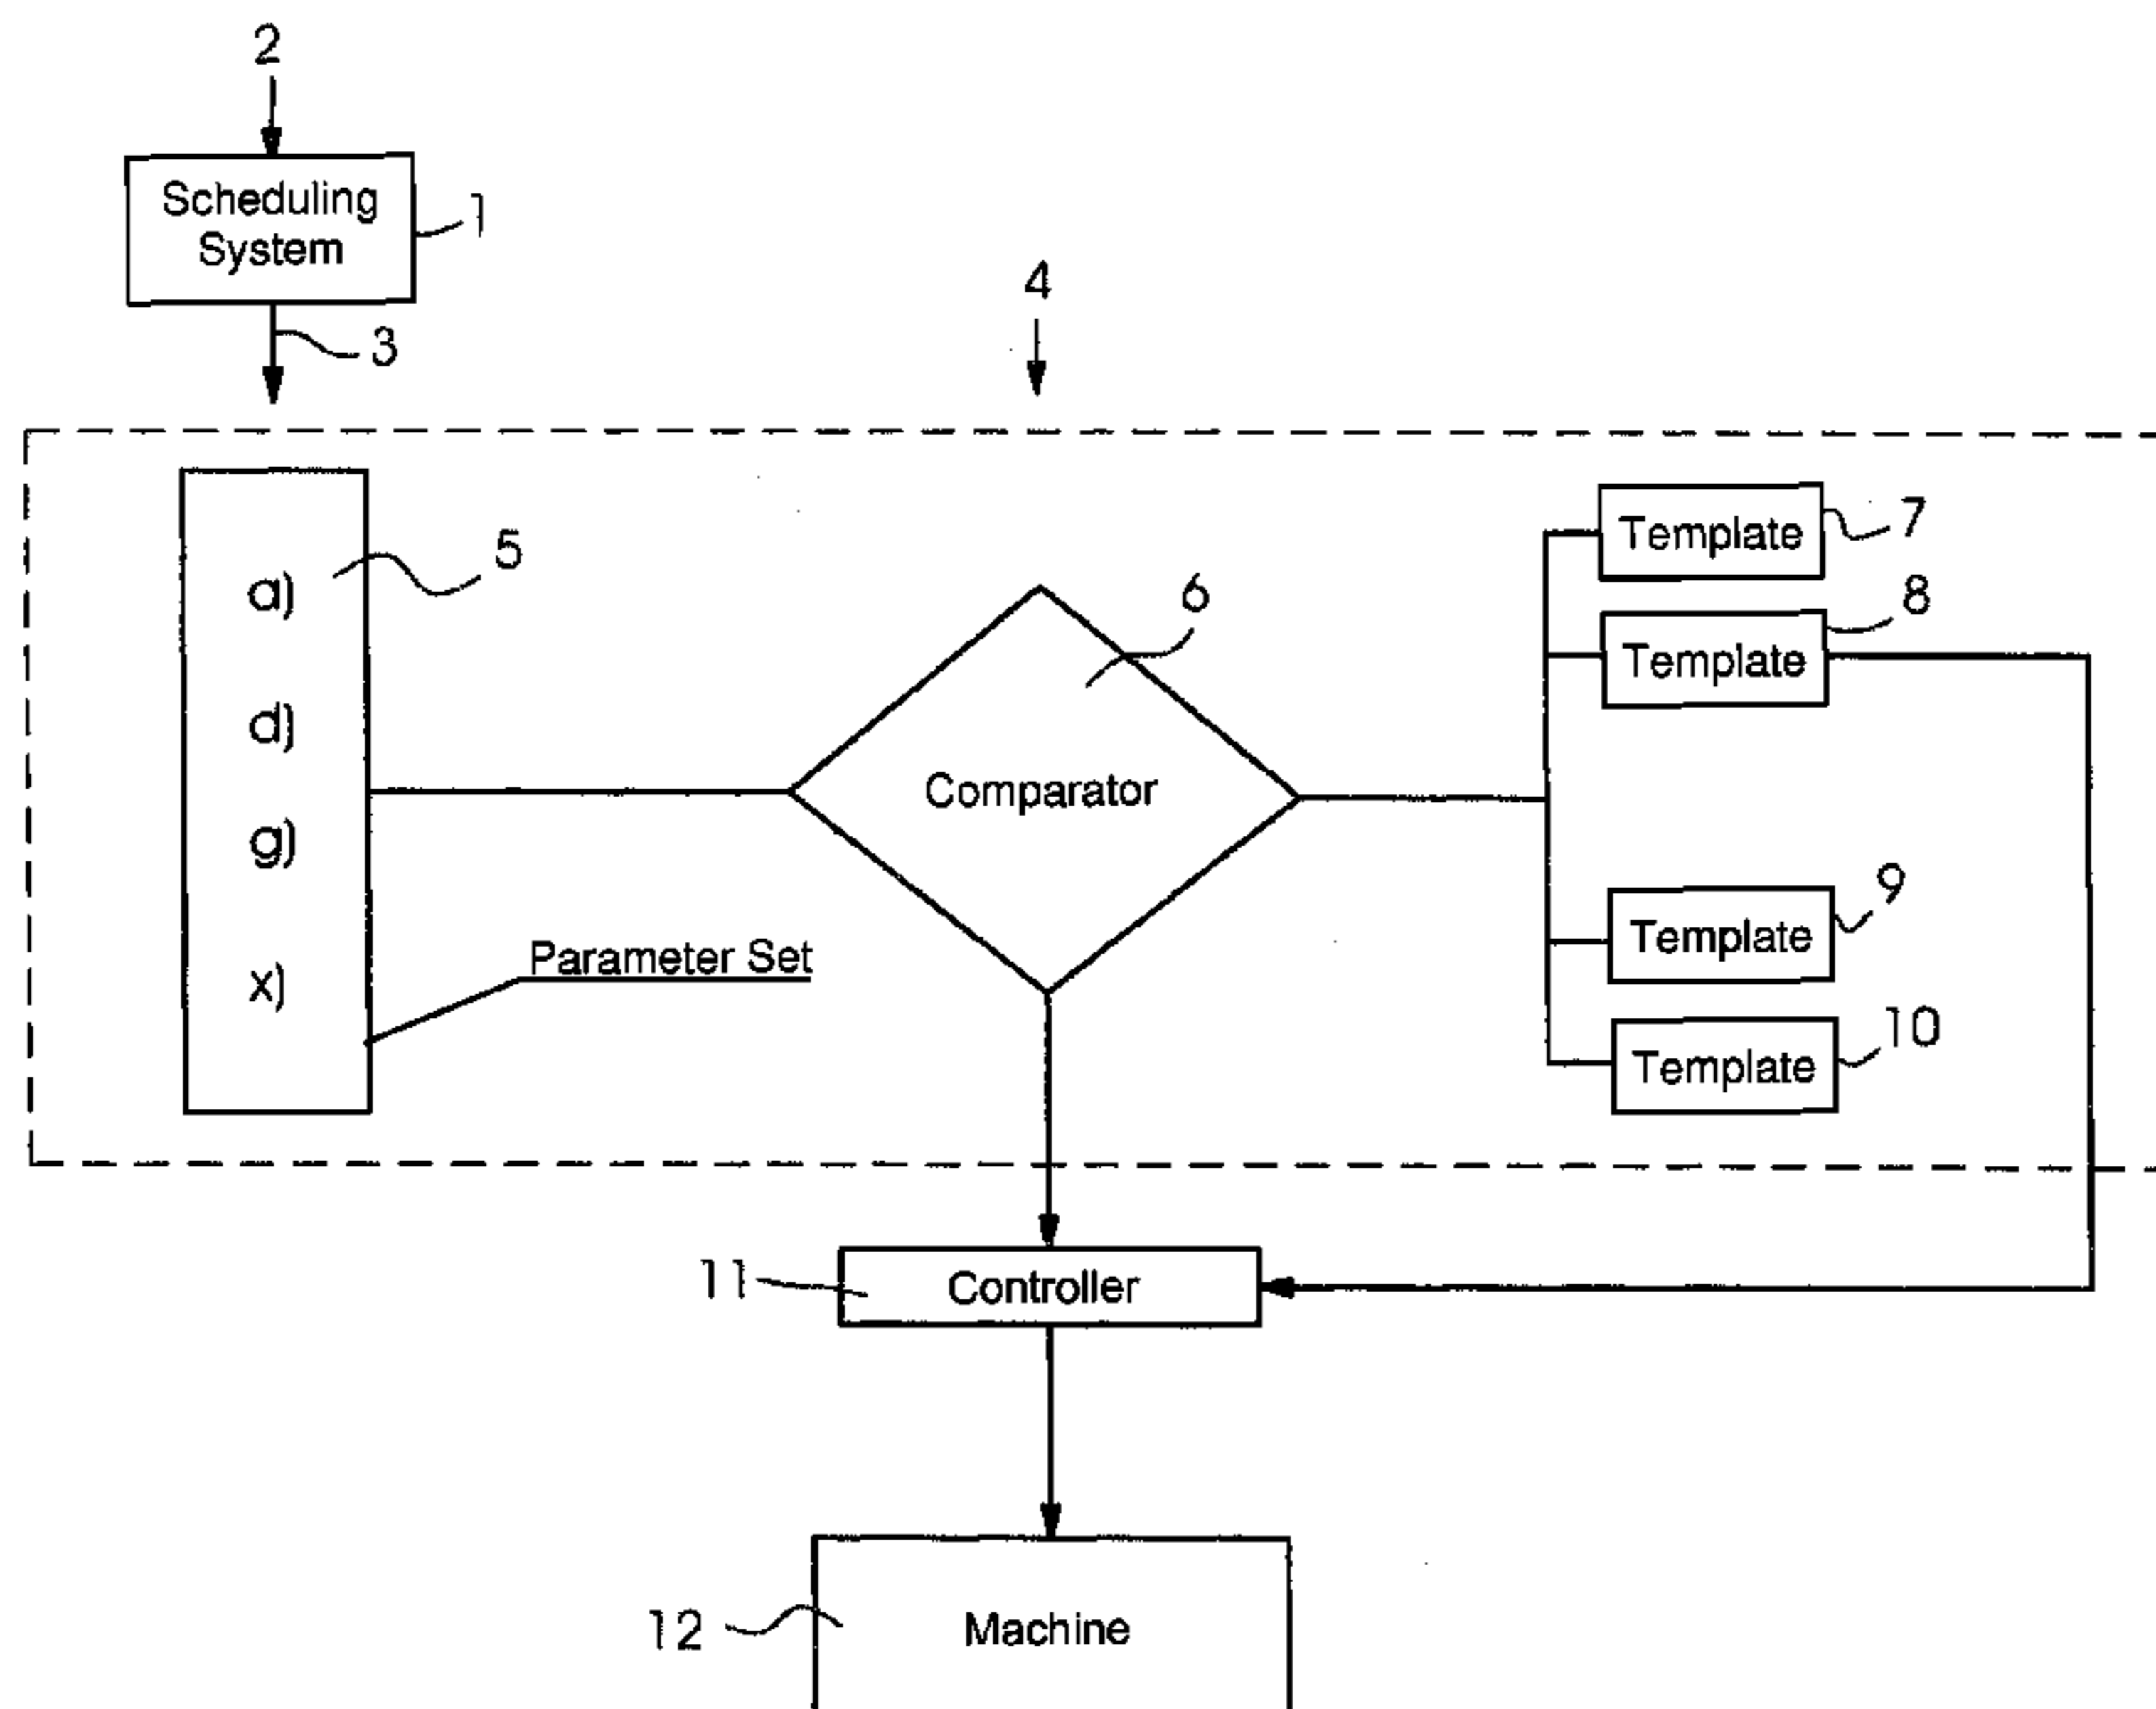 2
Scheduling
System
1
3
4
5
a)
d)
g)
x)
Parameter Set
6
Comparator
Template
7
Template
8
Template
9
Template
10
11
Controller
12
Machine